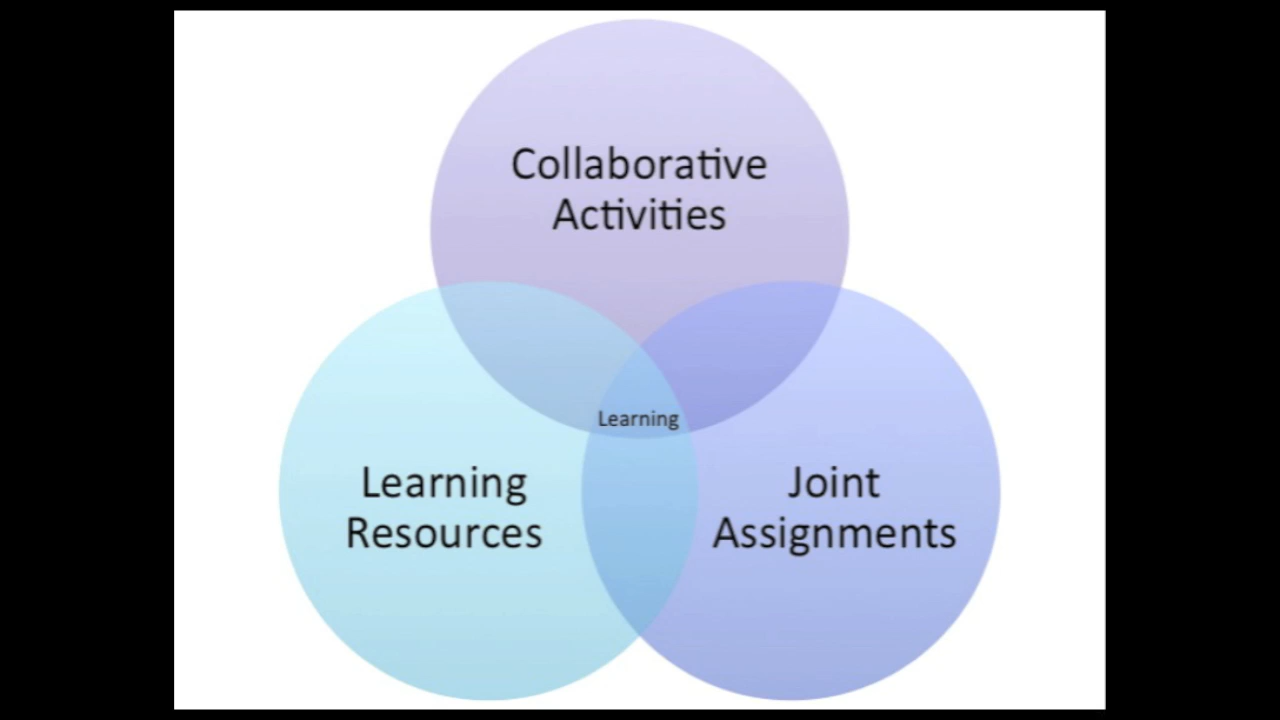 Collaborative
Activities
Learning
Learning
Resources
Joint
Assignments